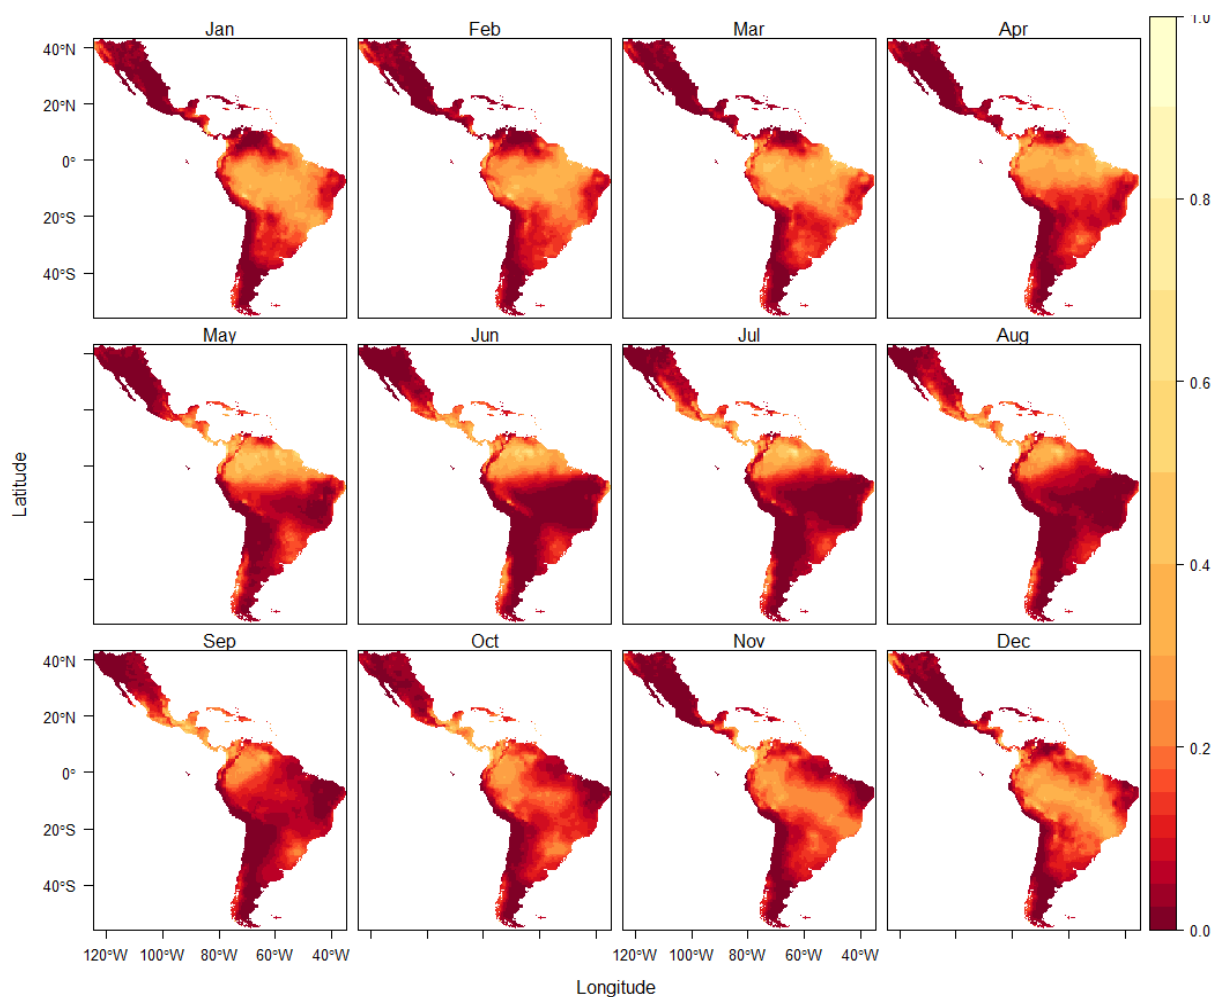 Jan Feb Mar Apr
1.0
40°N
20°N
0°
20°S
40°S
0.8
May Jun Jul Aug
0.6
Latitude
0.4
Sep Oct Nov Dec
40°N
20°N
0.2
0°
20°S
40°S
0.0
120°W 100°W 80°W 60°W 40°W 120°W 100°W 80°W 60°W 40°W
Longitude